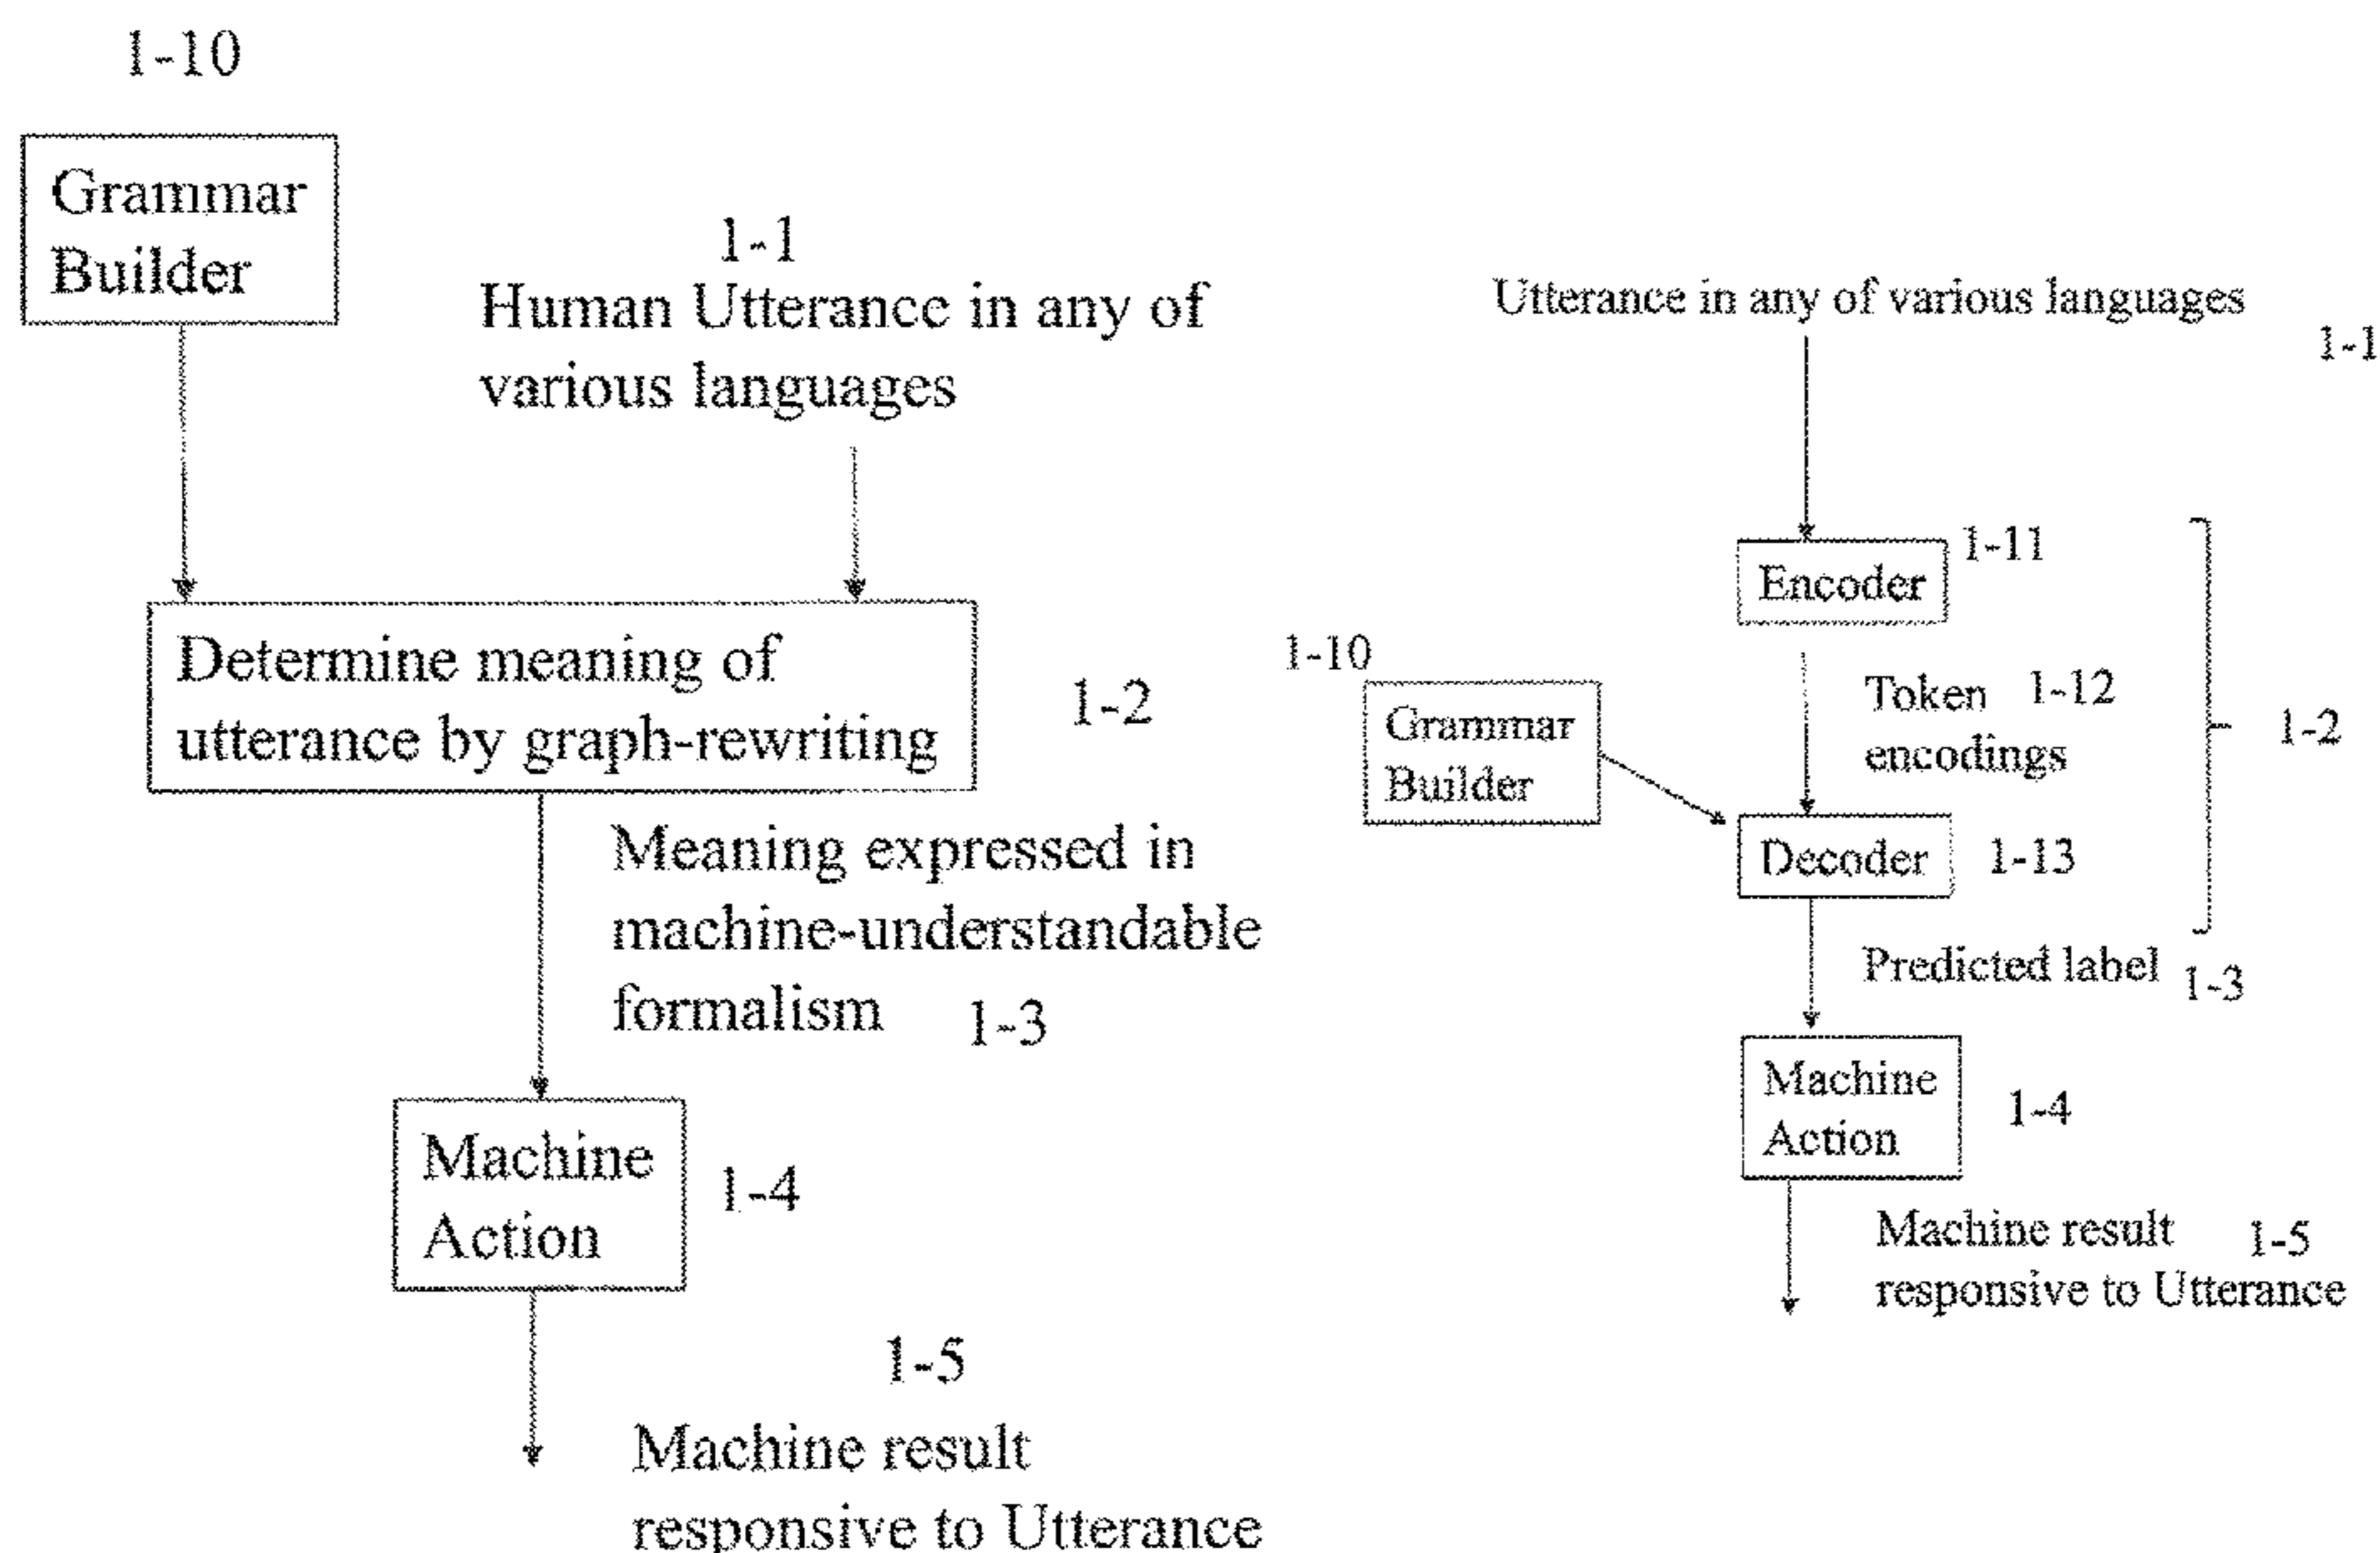 1-10
Grammar
Builder
1-1
Human Utterance in any of
various languages
Determine meaning of
utterance by graph-rewriting
1-2
Meaning expressed in
machine-understandable
formalism 1-3
Machine
Action
1-4
1-5
Machine result
responsive to Utterance
Utterance in any of various languages
1-1
Encoder
1-11
1-10
Grammar
Builder
Token 1-12
encodings
1-2
Decoder 1-13
Predicted label 1-3
Machine
Action
1-4
Machine result 1-5
responsive to Utterance